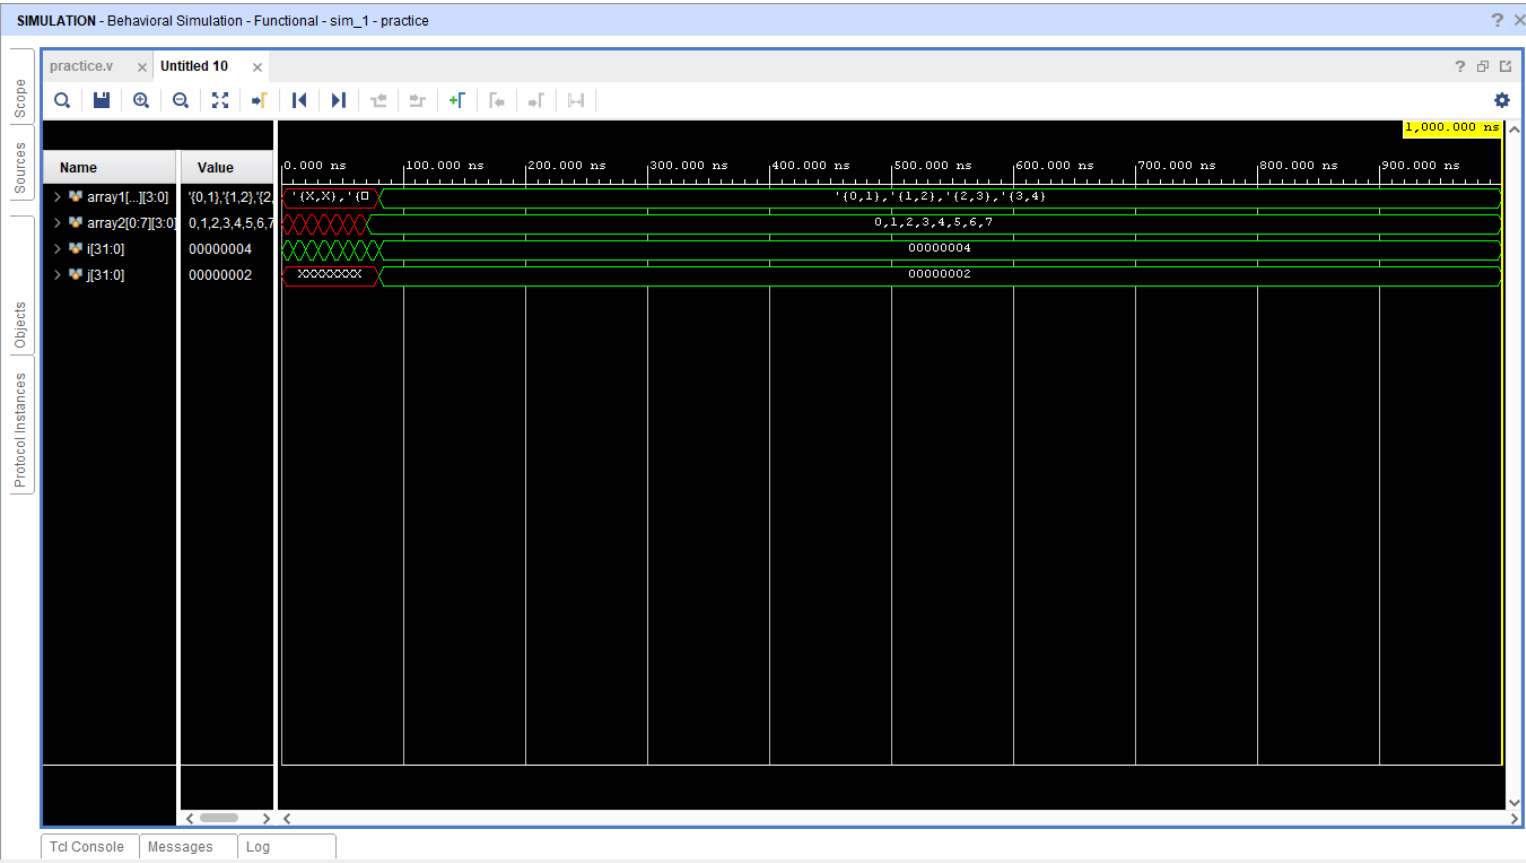 SIMULATION - Behavioral Simulation - Functional - sim_1 - practice
practice.v
Untitled 10
Scope
Sources
Objects
Protocol Instances
1,000.000 ns
Name Value
0.000 ns 100.000 ns 200.000 ns 300.000 ns 400.000 ns 500.000 ns 600.000 ns 700.000 ns 800.000 ns 900.000 ns
array1[...][3:0] '{0,1},'{1,2},'{2, '{X,X},'{ '{0,1},'{1,2},'{2,3},'{3,4}
array2[0:7][3:0] 0,1,2,3,4,5,6,7 0,1,2,3,4,5,6,7
i[31:0] 00000004 00000004
j[31:0] 00000002 XXXXXXXX 00000002
Tcl Console Messages Log